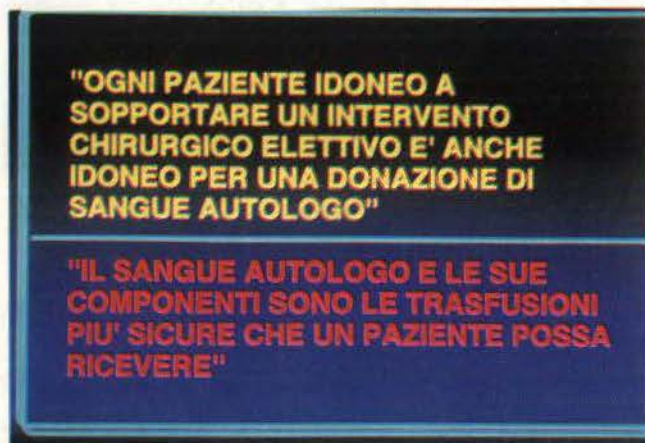 "OGNI PAZIENTE IDONEO A
SOPPORTARE UN INTERVENTO
CHIRURGICO ELETTIVO E' ANCHE
IDONEO PER UNA DONAZIONE DI
SANGUE AUTOLOGO"
"IL SANGUE AUTOLOGO E LE SUE
COMPONENTI SONO LE TRASFUSIONI
PIU' SICURE CHE UN PAZIENTE POSSA
RICEVERE"